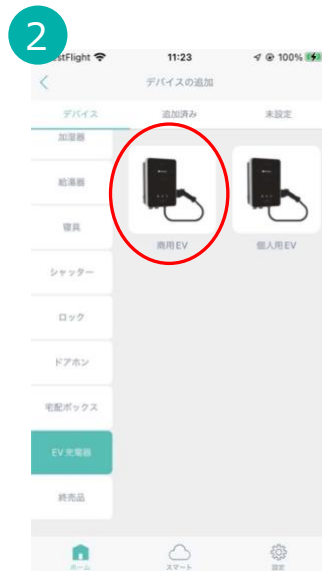 2
stFlight 11:23 100%
デバイスの追加
デバイス 追加済み 未設定
加湿器
給湯器
寝具
シャッター
ロック
ドアホン
宅配ボックス
EV充電器
終売品
商用EV 個人用EV
ホーム スマート 設定